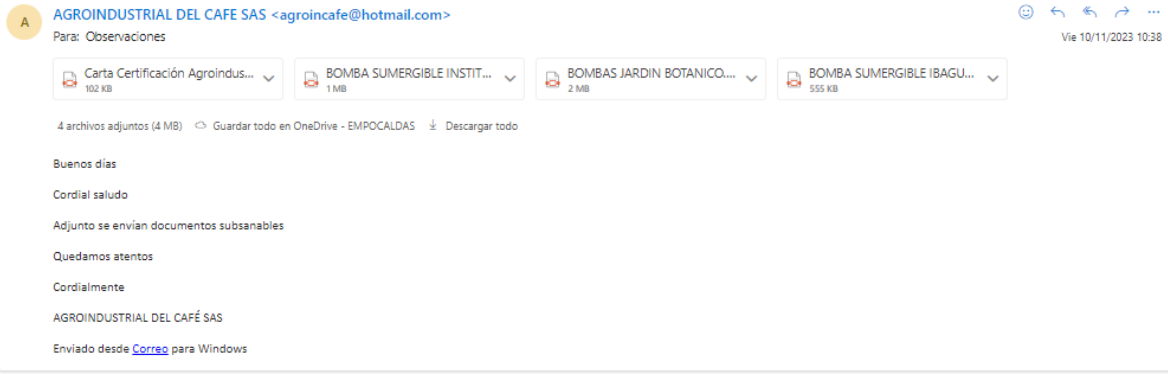 A
AGROINDUSTRIAL DEL CAFE SAS <agroincafe@hotmail.com>
Para: Observaciones
Vie 10/11/2023 10:38
Carta Certificación Agroindus...
102 KB
BOMBA SUMERGIBLE INSTIT...
1 MB
BOMBAS JARDIN BOTANICO....
2 MB
BOMBA SUMERGIBLE IBAGU...
555 KB
4 archivos adjuntos (4 MB) Guardar todo en OneDrive - EMPOCALDAS Descargar todo
Buenos días
Cordial saludo
Adjunto se envían documentos subsanables
Quedamos atentos
Cordialmente
AGROINDUSTRIAL DEL CAFÉ SAS
Enviado desde Correo para Windows